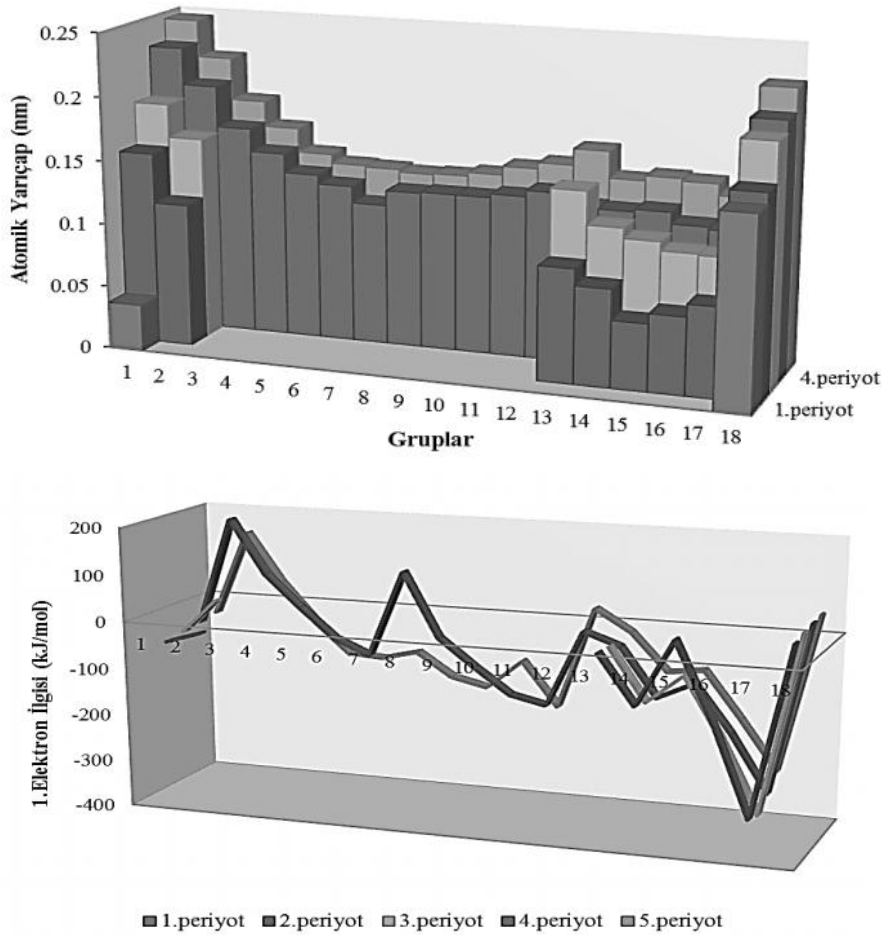 0.25
0.2
0.15
0.1
0.05
0
Atomik Yarıçap (nm)
1 2 3 4 5 6 7 8 9 10 11 12 13 14 15 16 17 18
4.periyot
1.periyot
Gruplar
200
100
0
-100
-200
-300
-400
1.Elektron İlgisi (kJ/mol)
1 2 3 4 5 6 7 8 9 10 11 12 13 14 15 16 17 18
1.periyot 2.periyot 3.periyot 4.periyot 5.periyot